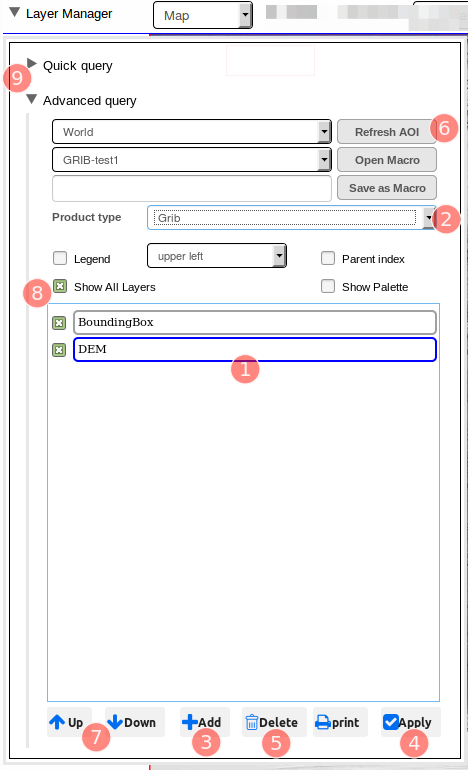 Layer Manager Map
Quick query
9
Advanced query
World Refresh AOI 6
GRIB-test1 Open Macro
Save as Macro
Product type Grib 2
Legend upper left Parent index
8 Show All Layers Show Palette
BoundingBox
DEM
1
Up Down Add Delete print Apply
7 3 5 4